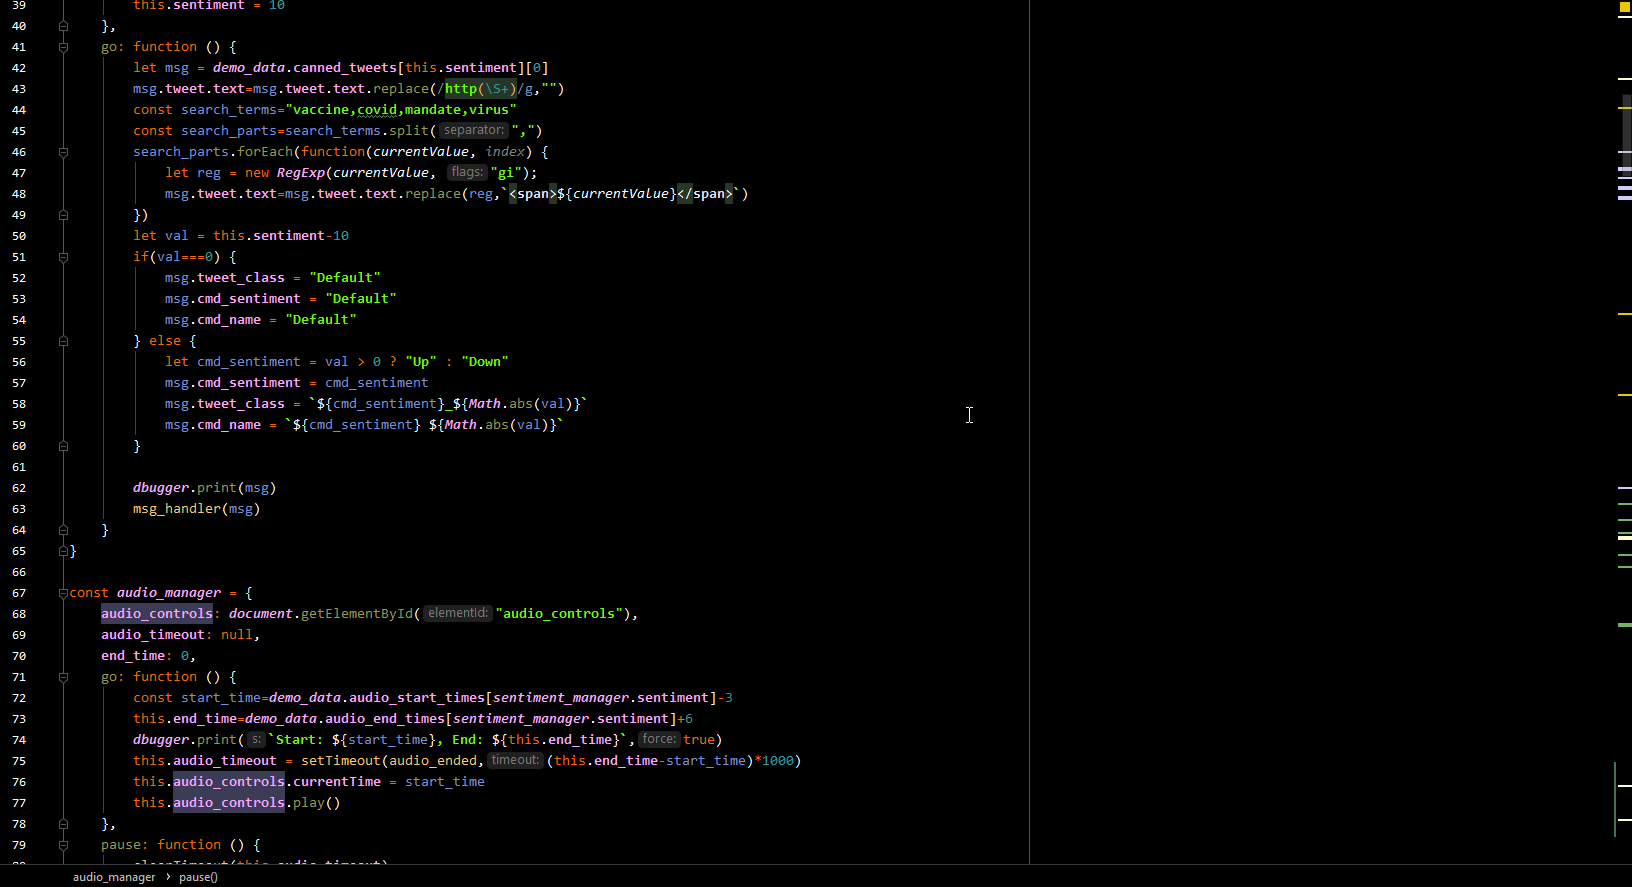 39 this.sentiment = 10
40 },
41 go: function () {
42 let msg = demo_data.canned_tweets[this.sentiment][0]
43 msg.tweet.text=msg.tweet.text.replace(/http(\S+)/g,"")
44 const search_terms="vaccine,covid,mandate,virus"
45 const search_parts=search_terms.split( separator: ",")
46 search_parts.forEach(function(currentValue, index) {
47 let reg = new RegExp(currentValue, flags: "gi");
48 msg.tweet.text=msg.tweet.text.replace(reg,`<span>${currentValue}</span>`)
49 })
50 let val = this.sentiment-10
51 if(val===0) {
52 msg.tweet_class = "Default"
53 msg.cmd_sentiment = "Default"
54 msg.cmd_name = "Default"
55 } else {
56 let cmd_sentiment = val > 0 ? "Up" : "Down"
57 msg.cmd_sentiment = cmd_sentiment
58 msg.tweet_class = `${cmd_sentiment}_${Math.abs(val)}`
59 msg.cmd_name = `${cmd_sentiment} ${Math.abs(val)}`
60 }
61
62 dbugger.print(msg)
63 msg_handler(msg)
64 }
65 }
66
67 const audio_manager = {
68 audio_controls: document.getElementById( elementId: "audio_controls"),
69 audio_timeout: null,
70 end_time: 0,
71 go: function () {
72 const start_time=demo_data.audio_start_times[sentiment_manager.sentiment]-3
73 this.end_time=demo_data.audio_end_times[sentiment_manager.sentiment]+6
74 dbugger.print( s: `Start: ${start_time}, End: ${this.end_time}`, force: true)
75 this.audio_timeout = setTimeout(audio_ended, timeout: (this.end_time-start_time)*1000)
76 this.audio_controls.currentTime = start_time
77 this.audio_controls.play()
78 },
79 pause: function () {
clearTimeout(this.audio_timeout)
audio_manager › pause()